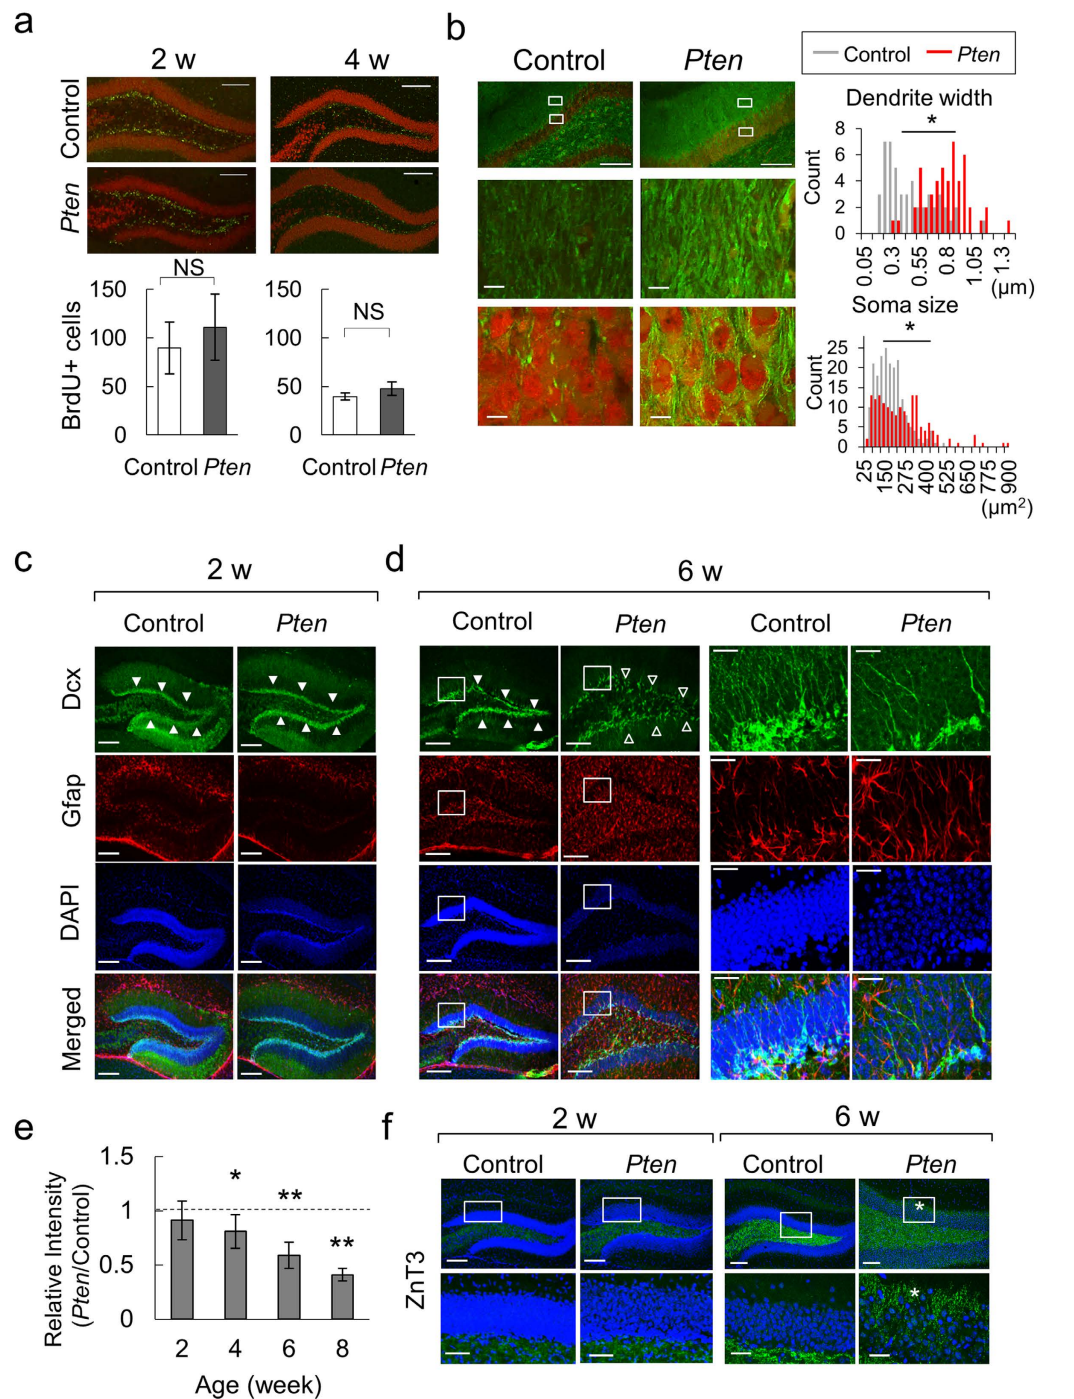 a
2 w
4 w
Control
Pten
BrdU+ cells
150
100
50
0
NS
Control Pten
150
100
50
0
NS
Control Pten
b
Control
Pten
Control
Pten
Dendrite width
*
Count
8
6
4
2
0
0.05
0.3
0.55
0.8
1.05
1.3
(µm)
Soma size
*
Count
25
20
15
10
5
0
25
150
275
400
525
650
775
900
(µm²)
c
2 w
Control
Pten
Dcx
Gfap
DAPI
Merged
d
6 w
Control
Pten
Control
Pten
e
Relative Intensity
(Pten/Control)
1.5
1
0.5
0
*
**
**
2
4
6
8
Age (week)
f
2 w
6 w
Control
Pten
Control
Pten
ZnT3
*
*